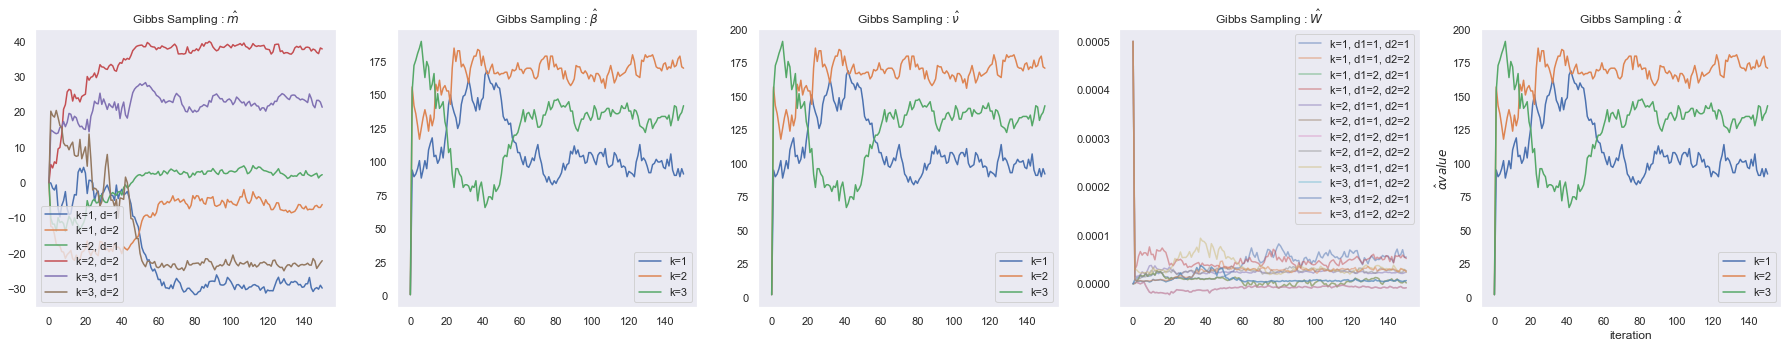 Gibbs Sampling : m̂
40
30
20
10
0
−10
−20
−30
0 20 40 60 80 100 120 140
k=1, d=1
k=1, d=2
k=2, d=1
k=2, d=2
k=3, d=1
k=3, d=2
Gibbs Sampling : β̂
175
150
125
100
75
50
25
0
0 20 40 60 80 100 120 140
k=1
k=2
k=3
Gibbs Sampling : ν̂
200
175
150
125
100
75
50
25
0
0 20 40 60 80 100 120 140
k=1
k=2
k=3
Gibbs Sampling : Ŵ
0.0005
0.0004
0.0003
0.0002
0.0001
0.0000
0 20 40 60 80 100 120 140
k=1, d1=1, d2=1
k=1, d1=1, d2=2
k=1, d1=2, d2=1
k=1, d1=2, d2=2
k=2, d1=1, d2=1
k=2, d1=1, d2=2
k=2, d1=2, d2=1
k=2, d1=2, d2=2
k=3, d1=1, d2=1
k=3, d1=1, d2=2
k=3, d1=2, d2=1
k=3, d1=2, d2=2
Gibbs Sampling : α̂
α̂value
200
175
150
125
100
75
50
25
0
0 20 40 60 80 100 120 140
iteration
k=1
k=2
k=3